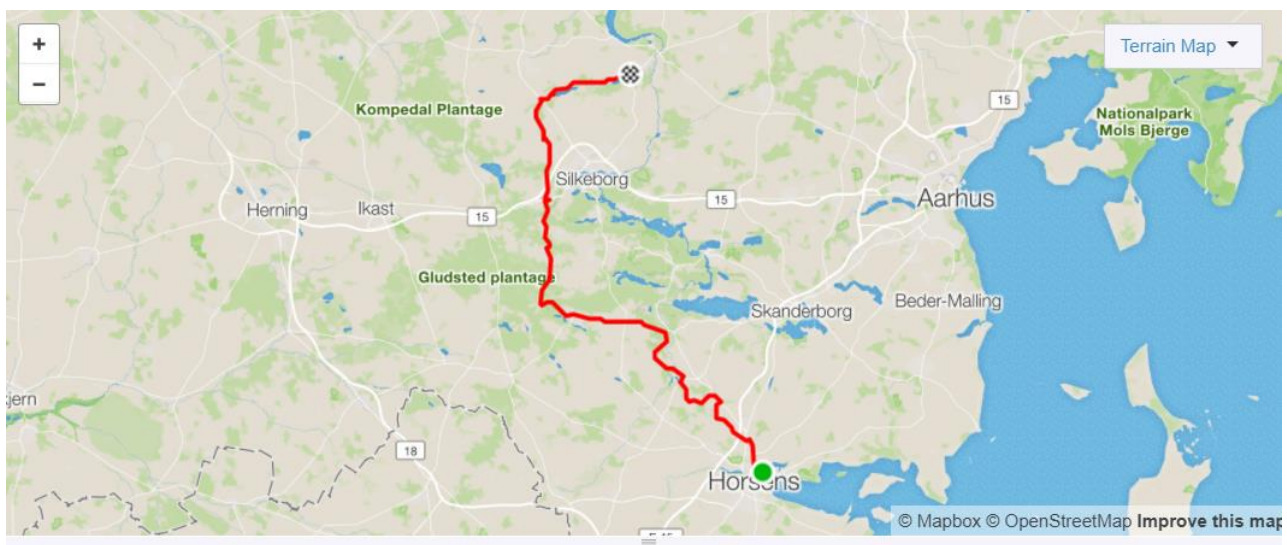 +
−
Terrain Map
Kompedal Plantage
15
Nationalpark
Mols Bjerge
Silkeborg
Aarhus
Herning
Ikast
15
15
Gludsted plantage
Skanderborg
Beder-Malling
jern
18
Horsens
© Mapbox © OpenStreetMap Improve this map